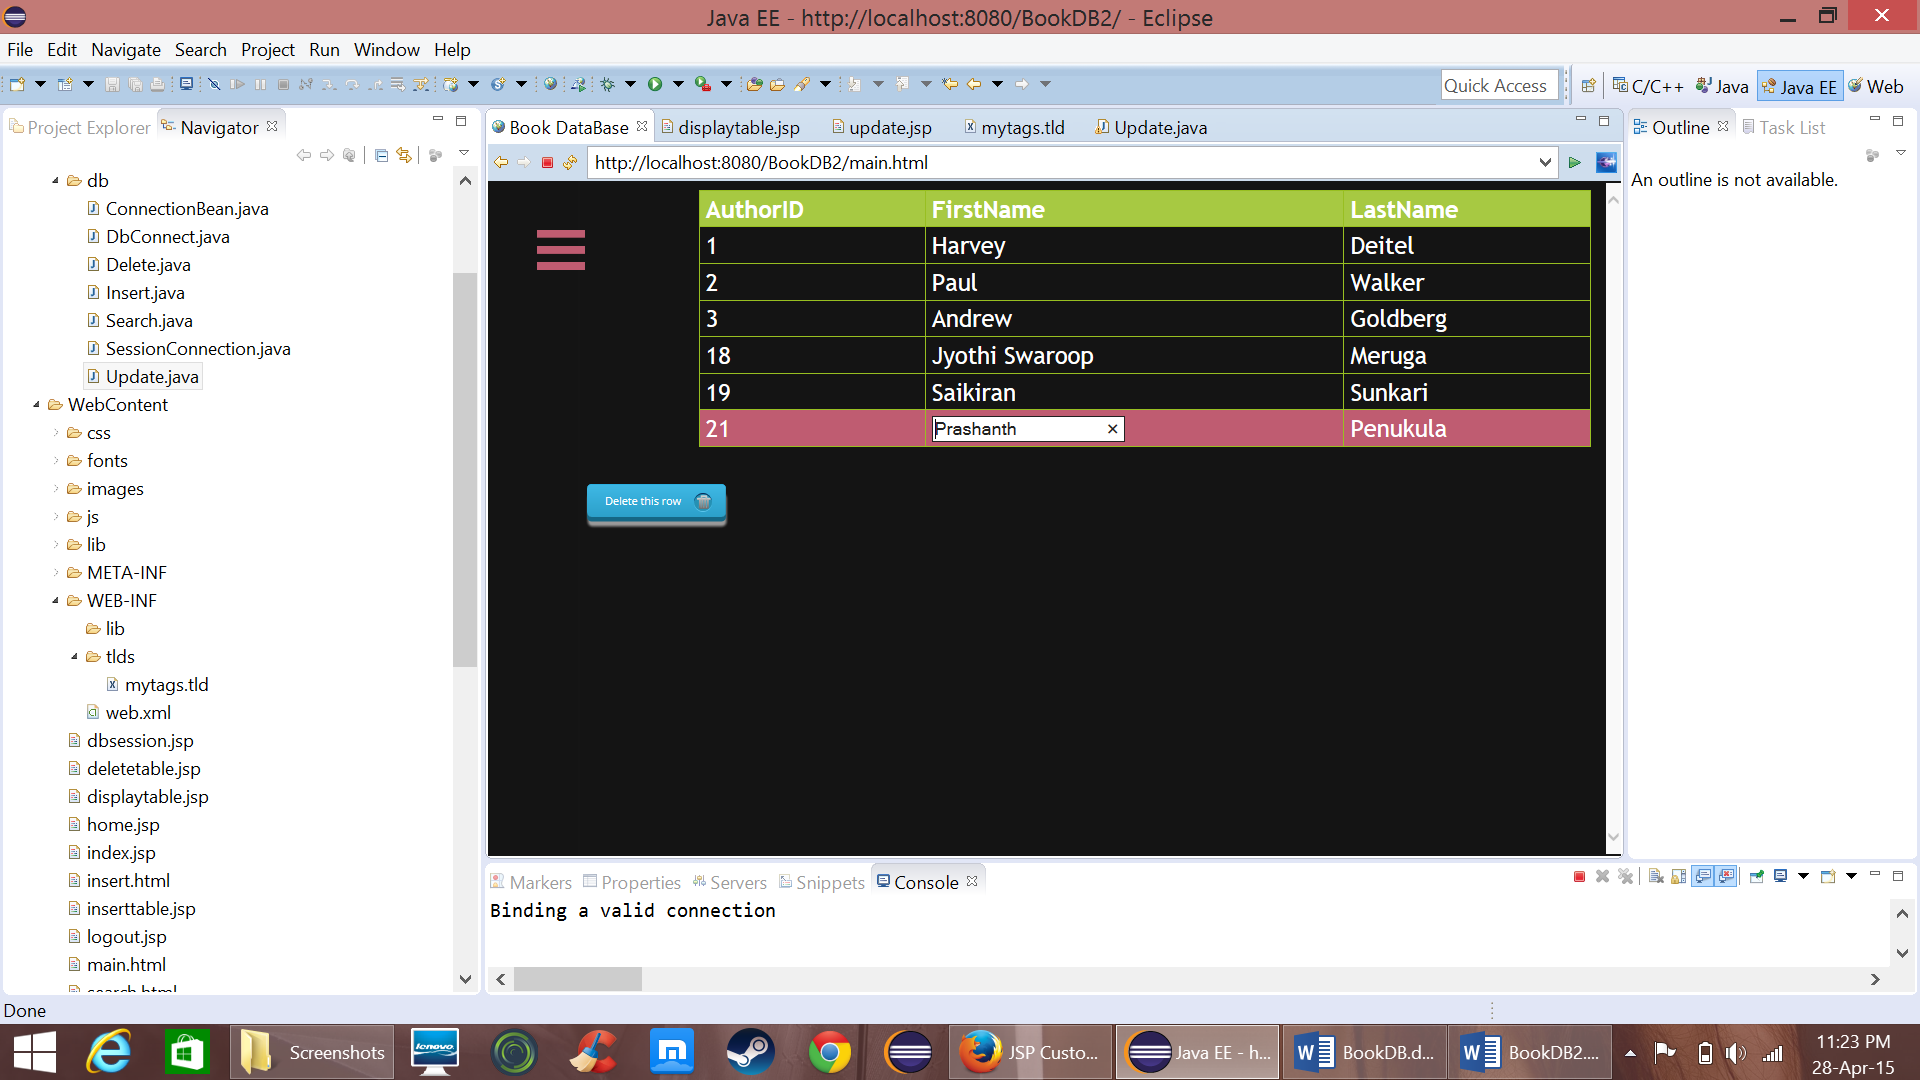 Java EE - http://localhost:8080/BookDB2/ - Eclipse
File Edit Navigate Search Project Run Window Help
Quick Access
C/C++ Java Java EE Web
Project Explorer Navigator
db
ConnectionBean.java
DbConnect.java
Delete.java
Insert.java
Search.java
SessionConnection.java
Update.java
WebContent
css
fonts
images
js
lib
META-INF
WEB-INF
lib
tlds
mytags.tld
web.xml
dbsession.jsp
deletetable.jsp
displaytable.jsp
home.jsp
index.jsp
insert.html
inserttable.jsp
logout.jsp
main.html
search.html
Book DataBase displaytable.jsp update.jsp mytags.tld Update.java
http://localhost:8080/BookDB2/main.html
AuthorID FirstName LastName
1 Harvey Deitel
2 Paul Walker
3 Andrew Goldberg
18 Jyothi Swaroop Meruga
19 Saikiran Sunkari
21 Prashanth Penukula
Delete this row
Outline Task List
An outline is not available.
Markers Properties Servers Snippets Console
Binding a valid connection
Done
Screenshots
lenovo
JSP Custo...
Java EE - h...
BookDB.d...
BookDB2....
11:23 PM
28-Apr-15